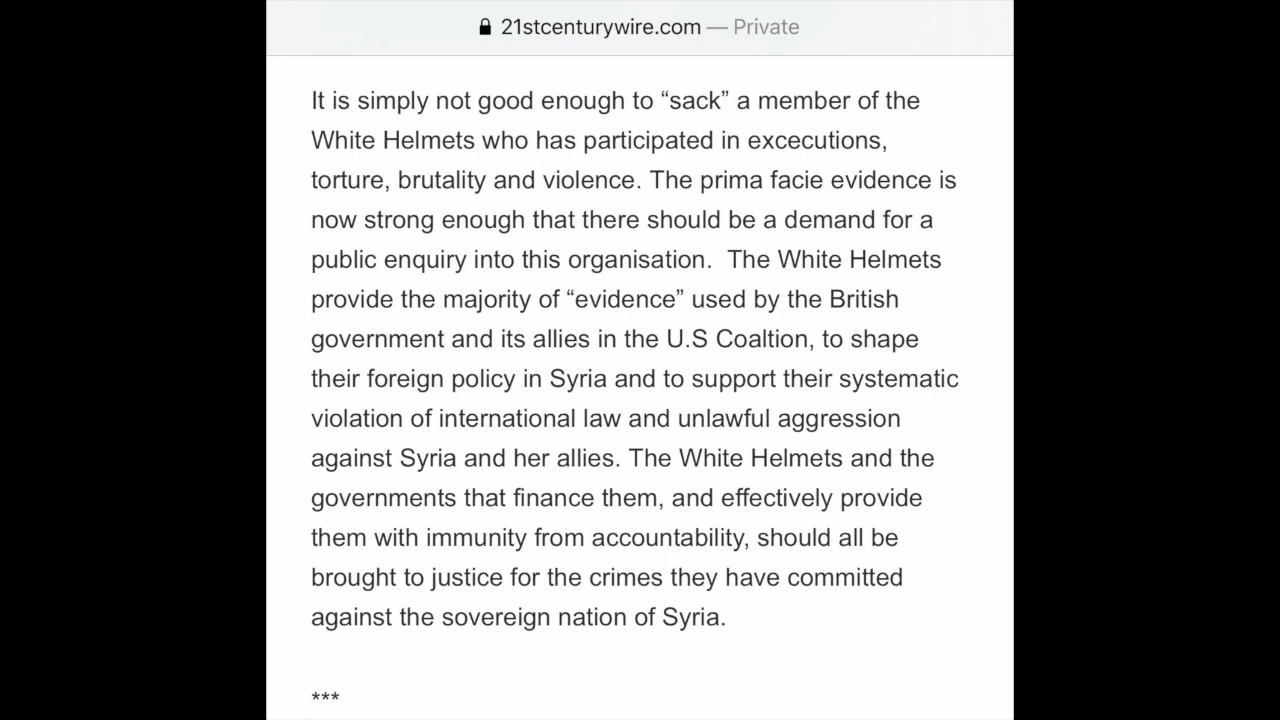 21stcenturywire.com — Private
It is simply not good enough to “sack” a member of the
White Helmets who has participated in excecutions,
torture, brutality and violence. The prima facie evidence is
now strong enough that there should be a demand for a
public enquiry into this organisation.  The White Helmets
provide the majority of “evidence” used by the British
government and its allies in the U.S Coaltion, to shape
their foreign policy in Syria and to support their systematic
violation of international law and unlawful aggression
against Syria and her allies. The White Helmets and the
governments that finance them, and effectively provide
them with immunity from accountability, should all be
brought to justice for the crimes they have committed
against the sovereign nation of Syria.
***